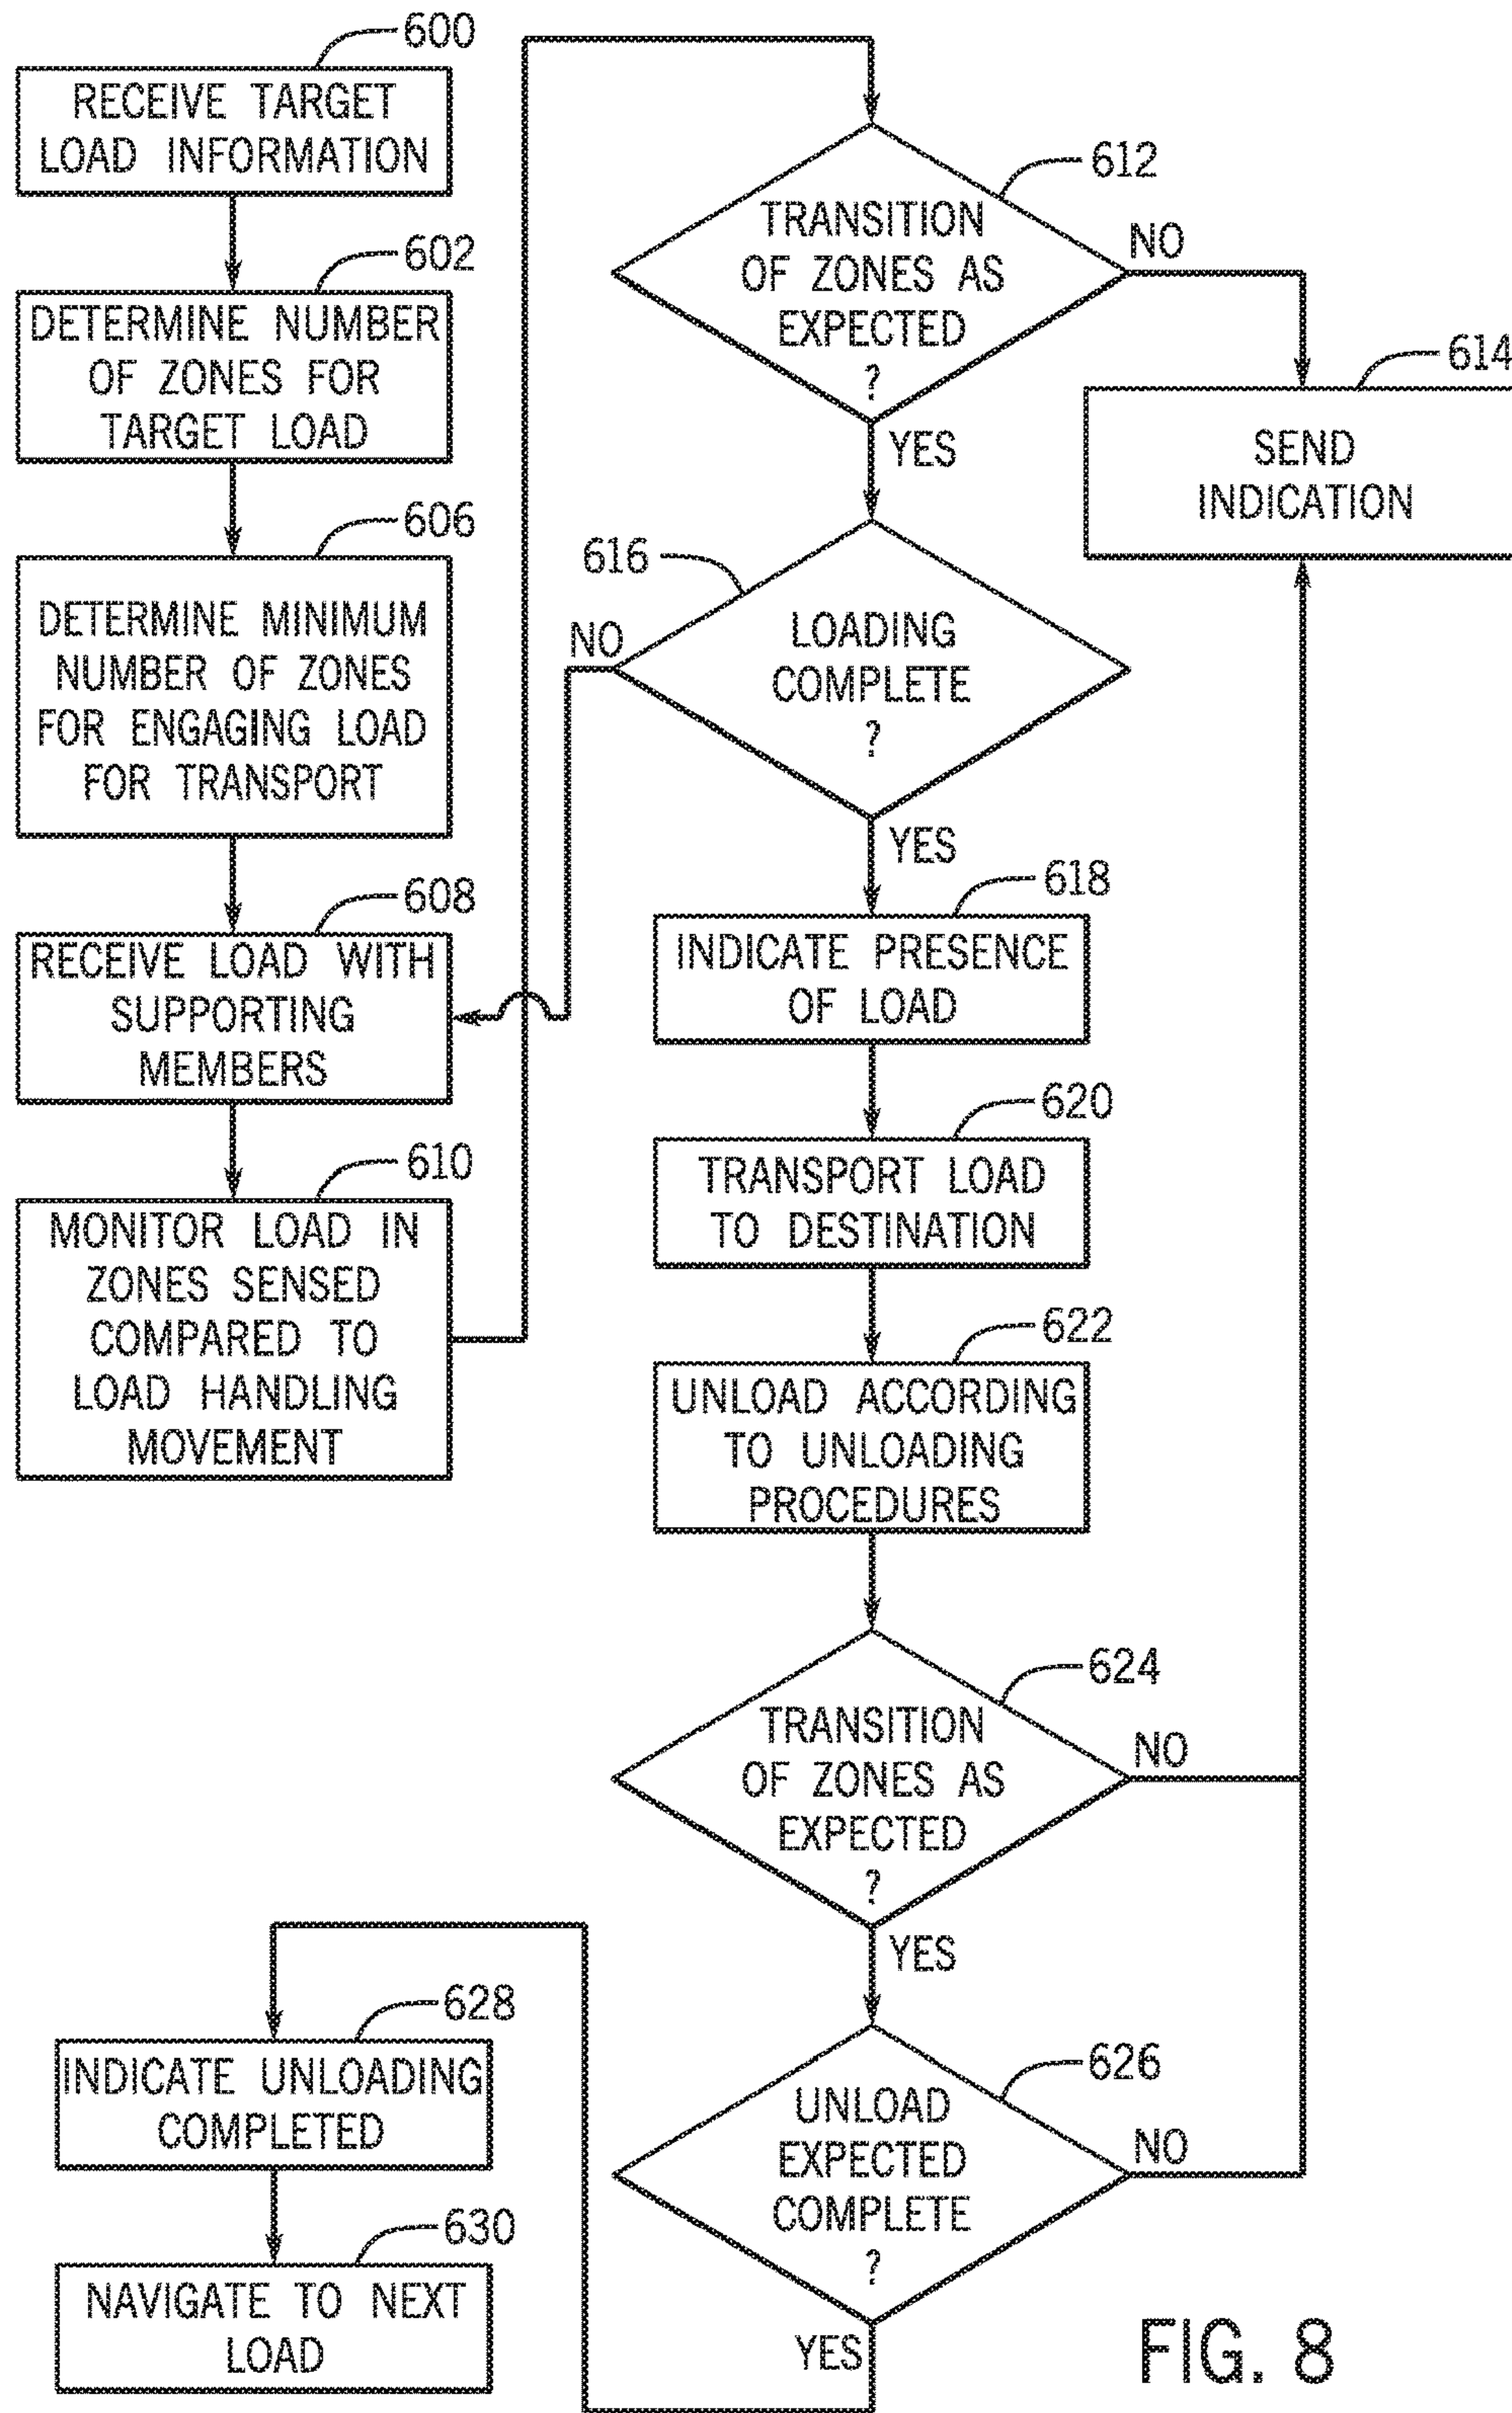 600
RECEIVE TARGET
LOAD INFORMATION
602
DETERMINE NUMBER
OF ZONES FOR
TARGET LOAD
606
DETERMINE MINIMUM
NUMBER OF ZONES
FOR ENGAGING LOAD
FOR TRANSPORT
608
RECEIVE LOAD WITH
SUPPORTING
MEMBERS
610
MONITOR LOAD IN
ZONES SENSED
COMPARED TO
LOAD HANDLING
MOVEMENT
612
TRANSITION
OF ZONES AS
EXPECTED
?
NO
YES
614
SEND
INDICATION
616
LOADING
COMPLETE
?
NO
YES
618
INDICATE PRESENCE
OF LOAD
620
TRANSPORT LOAD
TO DESTINATION
622
UNLOAD ACCORDING
TO UNLOADING
PROCEDURES
624
TRANSITION
OF ZONES AS
EXPECTED
?
NO
YES
626
UNLOAD
EXPECTED
COMPLETE
?
NO
YES
628
INDICATE UNLOADING
COMPLETED
630
NAVIGATE TO NEXT
LOAD
FIG. 8